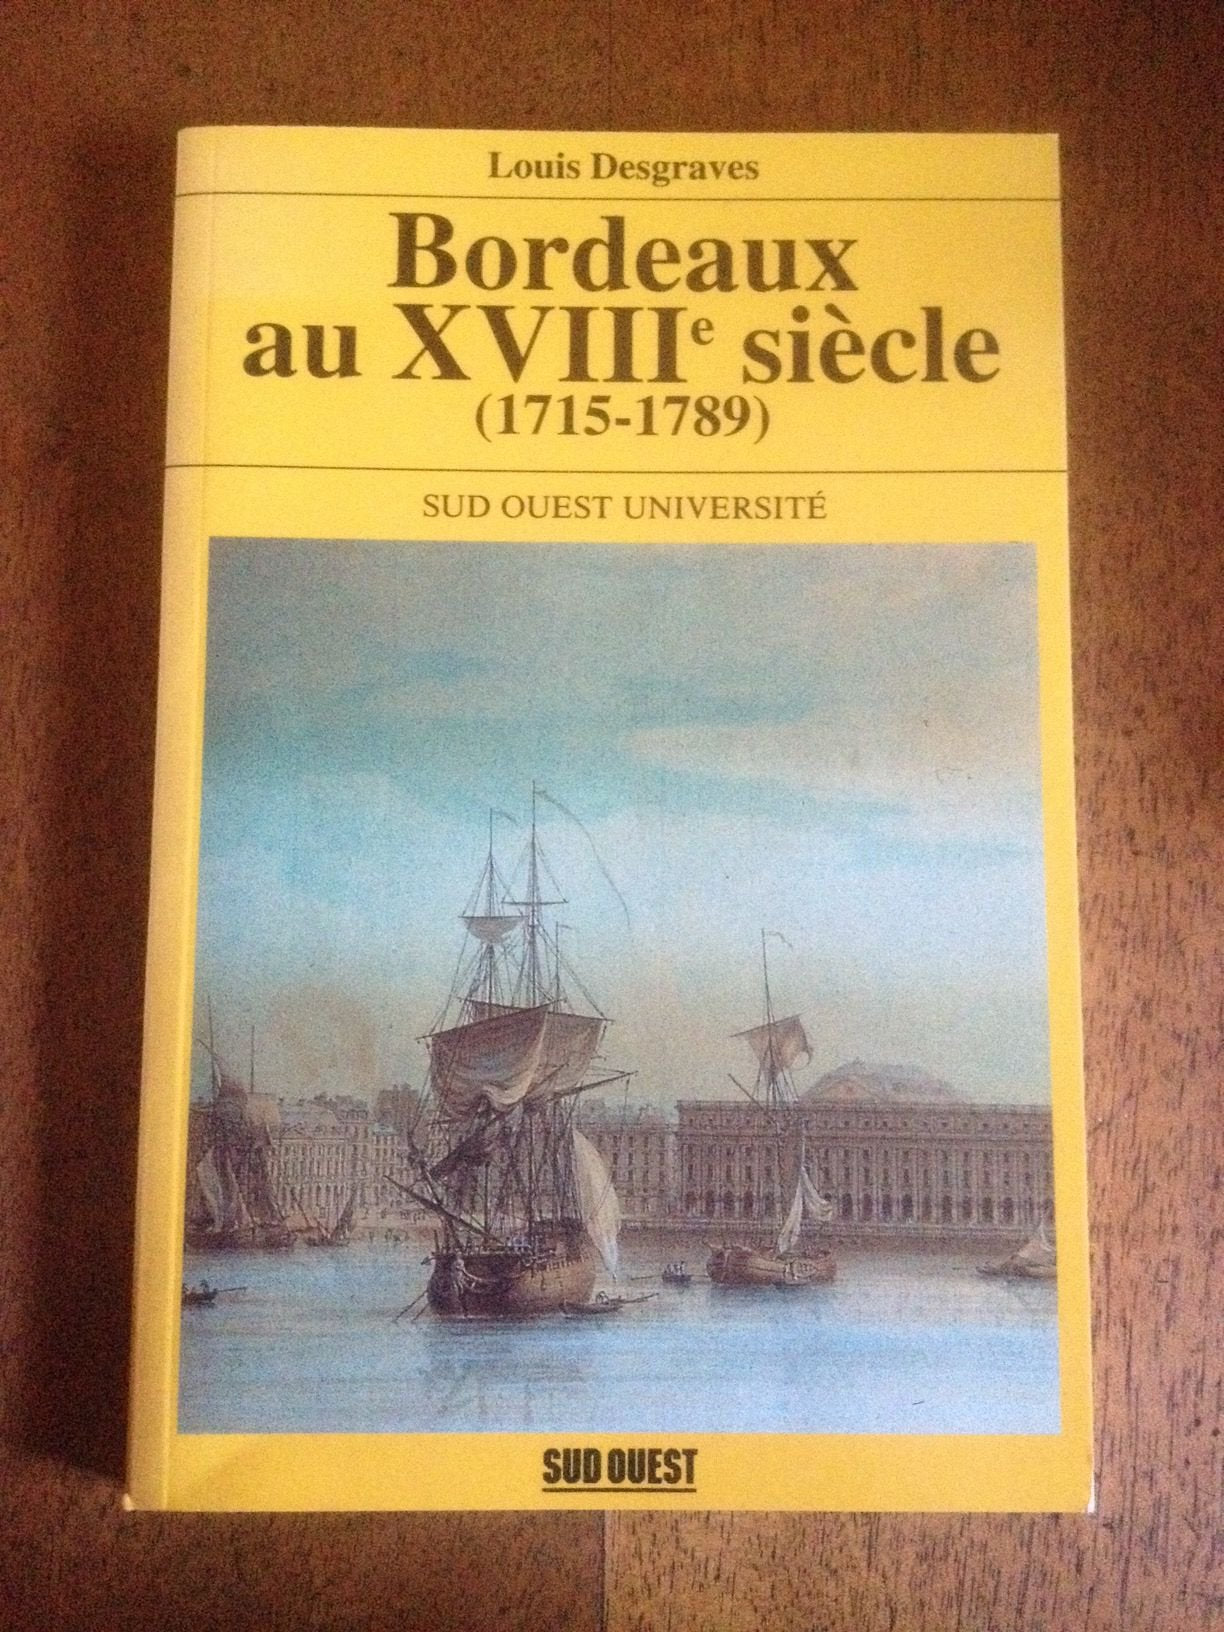 Louis Desgraves
Bordeaux
au XVIIIe siècle
(1715-1789)
SUD OUEST UNIVERSITÉ
SUD OUEST